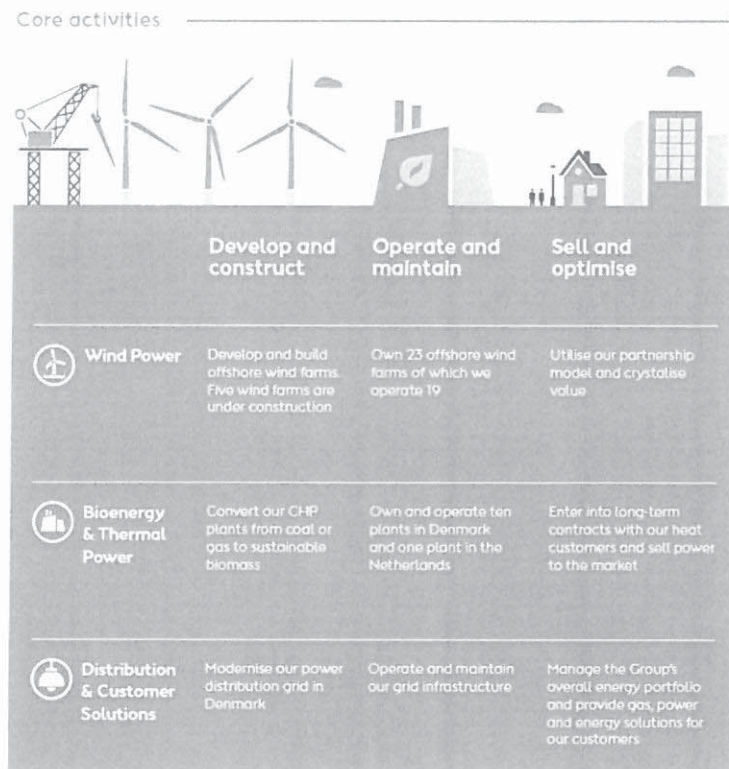 Core activities
Develop and construct
Operate and maintain
Sell and optimise
Wind Power
Develop and build
offshore wind farms.
Five wind farms are
under construction
Own 23 offshore wind
farms of which we
operate 19
Utilise our partnership
model and crystalise
value
Bioenergy
& Thermal
Power
Convert our CHP
plants from coal or
gas to sustainable
biomass
Own and operate ten
plants in Denmark
and one plant in the
Netherlands
Enter into long-term
contracts with our heat
customers and sell power
to the market
Distribution
& Customer
Solutions
Modernise our power
distribution grid in
Denmark
Operate and maintain
our grid infrastructure
Manage the Group's
overall energy portfolio
and provide gas, power
and energy solutions for
our customers